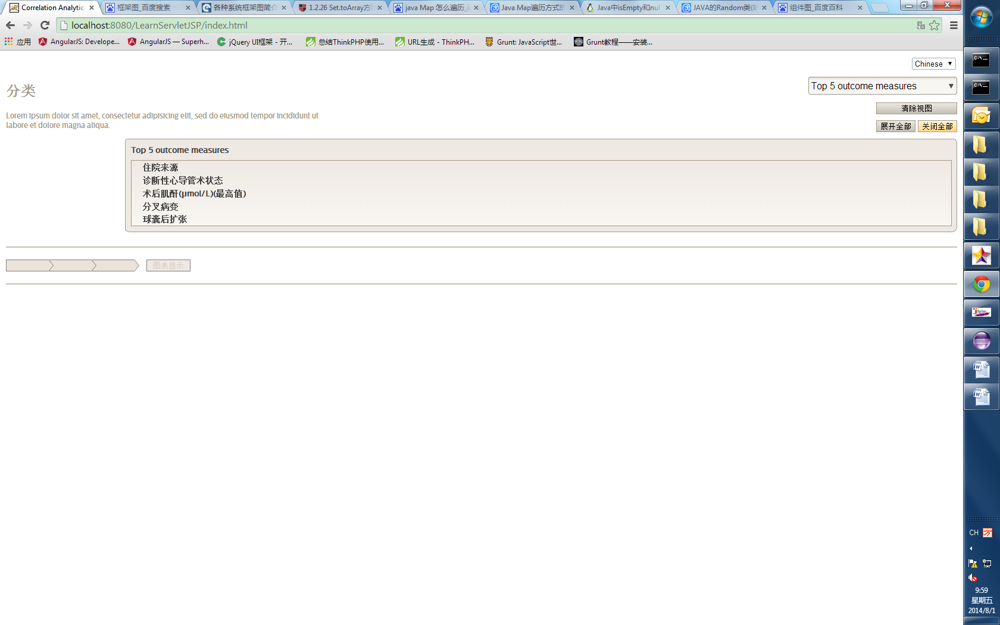 Correlation Analytic
框架图_百度搜索
各种系统框架图简介
1.2.26 Set.toArray方
java Map 怎么遍历_
Java Map遍历方式的
Java中isEmpty和nul
JAVA的Random类(
组件图_百度百科
localhost:8080/LearnServletJSP/index.html
应用
AngularJS: Develope...
AngularJS — Superh...
jQuery UI框架 - 开...
总结ThinkPHP使用...
URL生成 - ThinkPH...
Grunt: JavaScript世...
Grunt教程——安装...
Chinese
分类
Top 5 outcome measures
Lorem ipsum dolor sit amet, consectetur adipisicing elit, sed do eiusmod tempor incididunt ut
labore et dolore magna aliqua.
清除视图
展开全部 关闭全部
Top 5 outcome measures
住院来源
诊断性心导管术状态
术后肌酐(μmol/L)(最高值)
分叉病变
球囊后扩张
图表显示
CH
9:59
星期五
2014/8/1